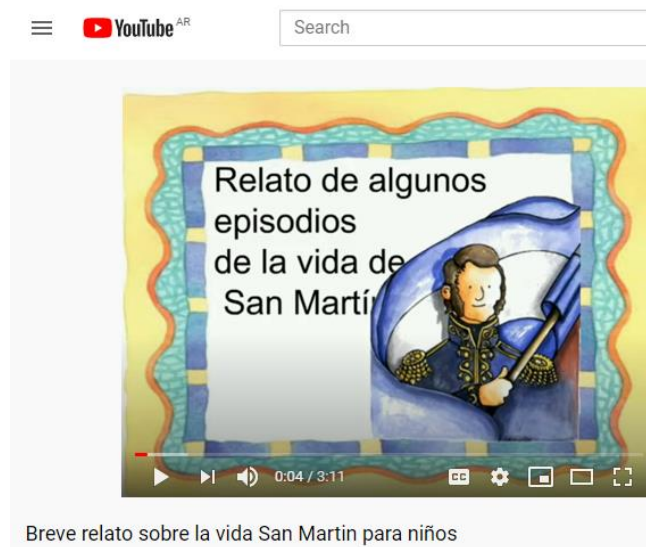 YouTube AR
Search
Relato de algunos
episodios
de la vida de
San Martí
0:04 / 3:11
CC
Breve relato sobre la vida San Martin para niños